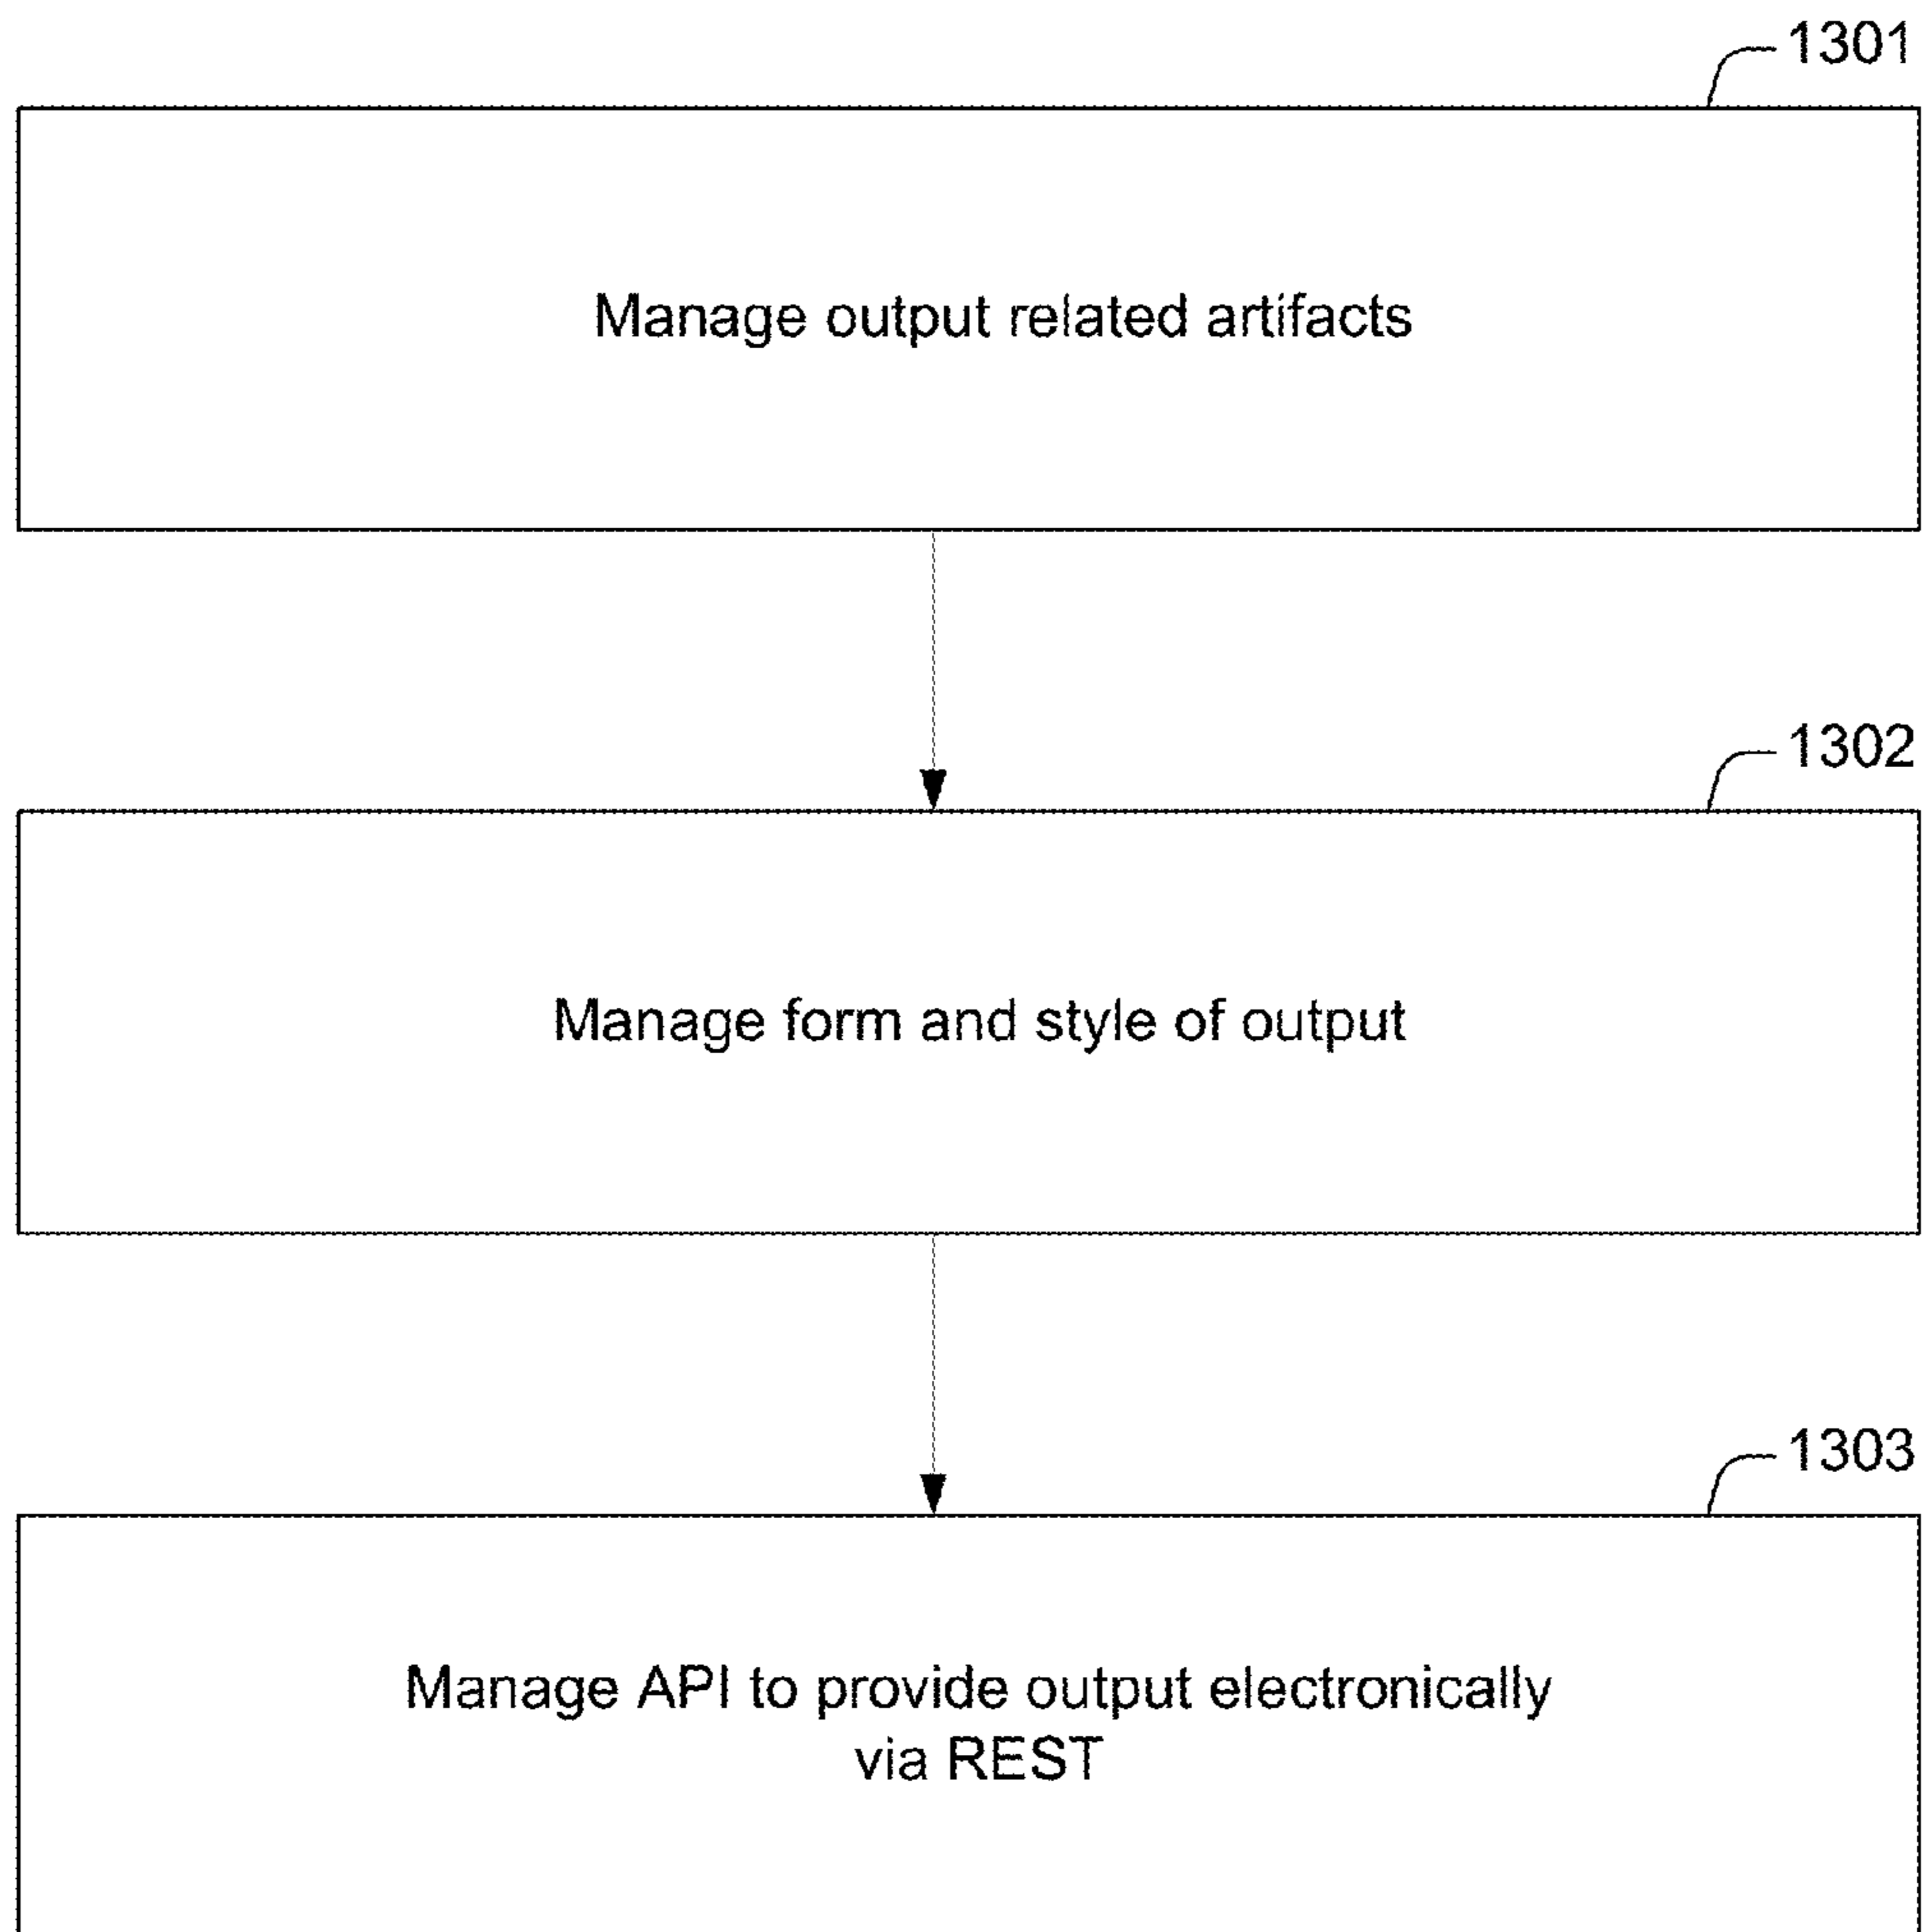 1301
Manage output related artifacts
1302
Manage form and style of output
1303
Manage API to provide output electronically
via REST